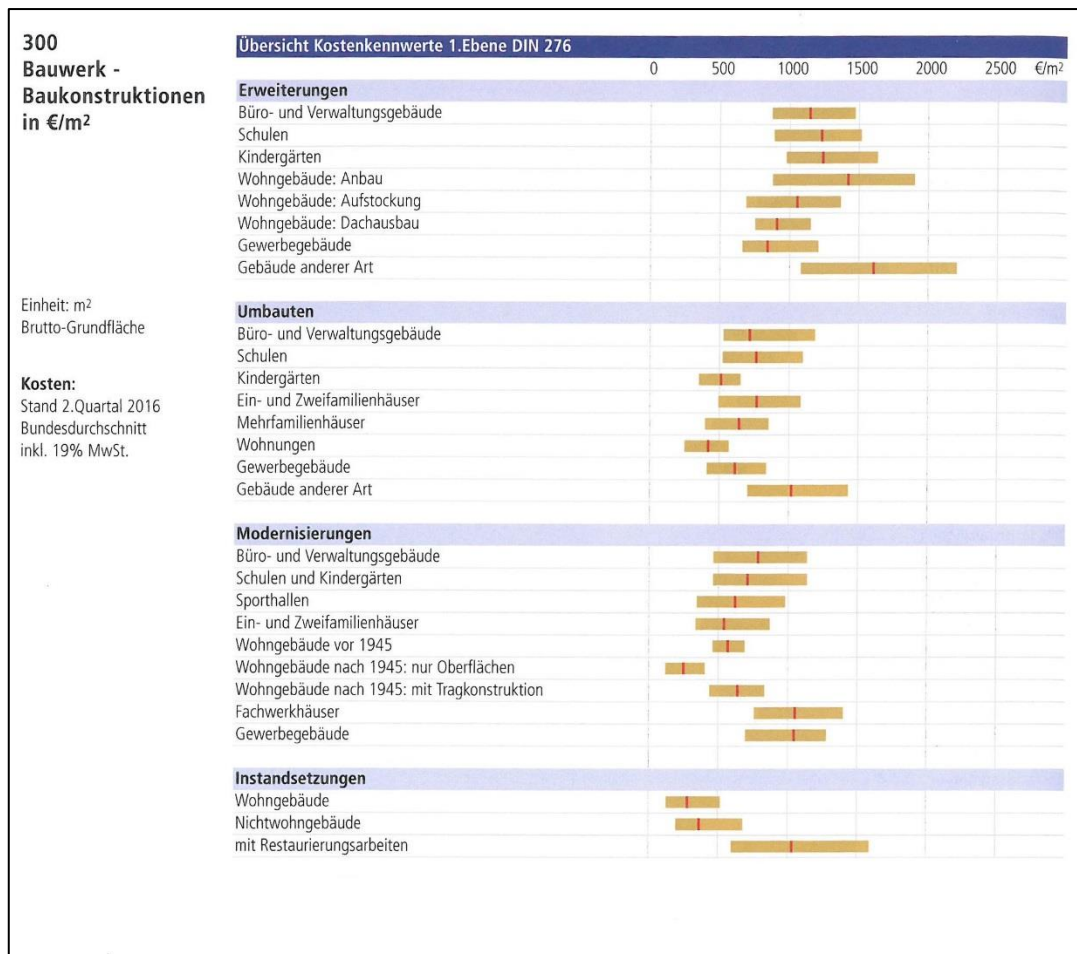 300
Bauwerk -
Baukonstruktionen
in €/m²
Einheit: m²
Brutto-Grundfläche
Kosten:
Stand 2.Quartal 2016
Bundesdurchschnitt
inkl. 19% MwSt.
Übersicht Kostenkennwerte 1.Ebene DIN 276
0 500 1000 1500 2000 2500 €/m²
Erweiterungen
Büro- und Verwaltungsgebäude
Schulen
Kindergärten
Wohngebäude: Anbau
Wohngebäude: Aufstockung
Wohngebäude: Dachausbau
Gewerbegebäude
Gebäude anderer Art
Umbauten
Büro- und Verwaltungsgebäude
Schulen
Kindergärten
Ein- und Zweifamilienhäuser
Mehrfamilienhäuser
Wohnungen
Gewerbegebäude
Gebäude anderer Art
Modernisierungen
Büro- und Verwaltungsgebäude
Schulen und Kindergärten
Sporthallen
Ein- und Zweifamilienhäuser
Wohngebäude vor 1945
Wohngebäude nach 1945: nur Oberflächen
Wohngebäude nach 1945: mit Tragkonstruktion
Fachwerkhäuser
Gewerbegebäude
Instandsetzungen
Wohngebäude
Nichtwohngebäude
mit Restaurierungsarbeiten